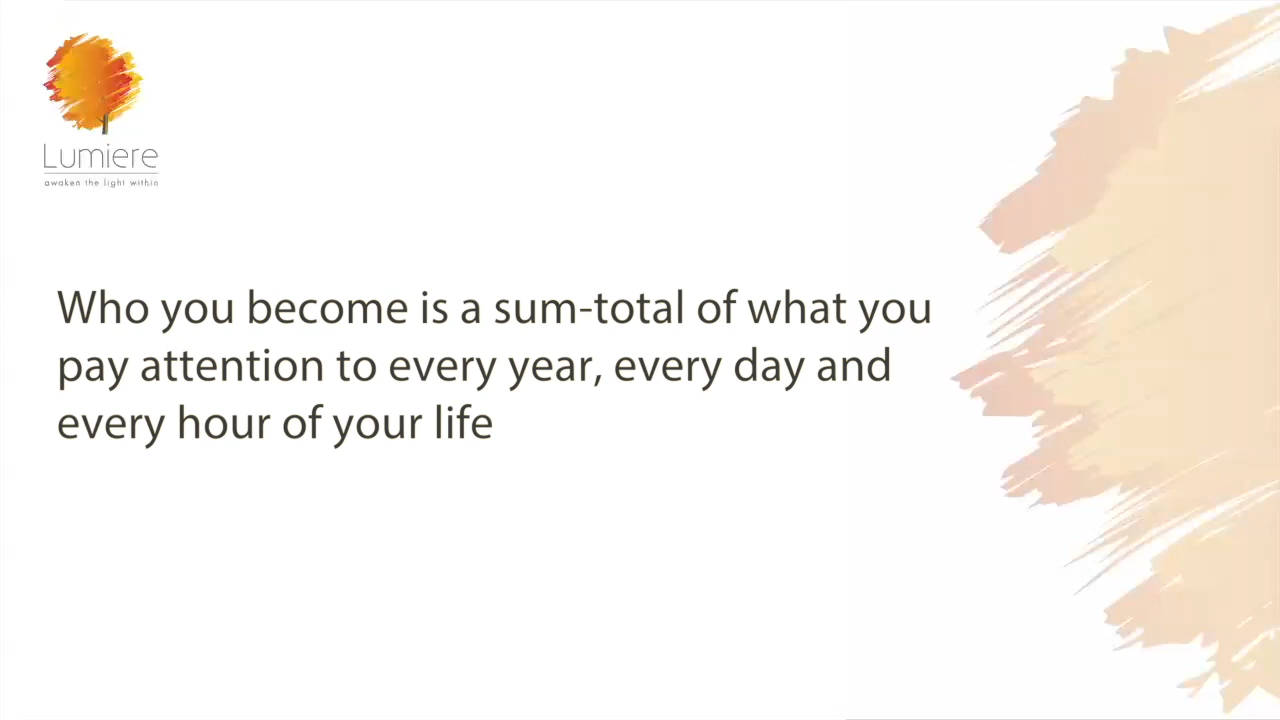 Lumiere
awaken the light within
Who you become is a sum-total of what you
pay attention to every year, every day and
every hour of your life